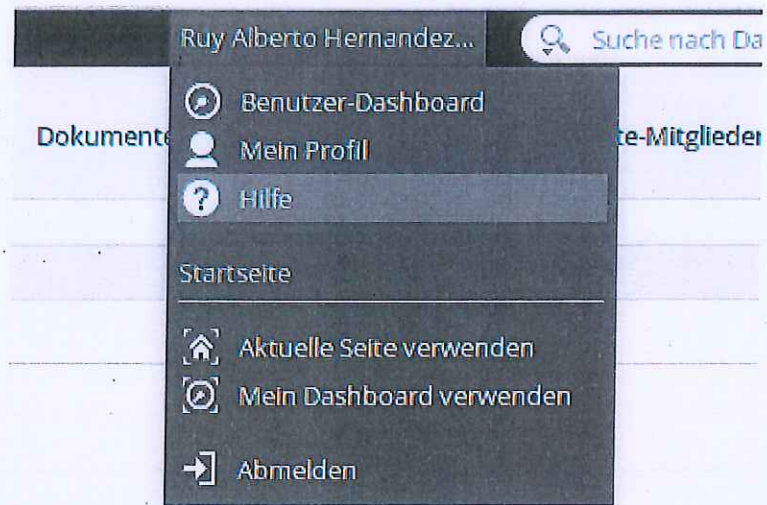 Ruy Alberto Hernandez...
Suche nach Da
Benutzer-Dashboard
Dokumente
te-Mitglieder
Mein Profil
Hilfe
Startseite
Aktuelle Seite verwenden
Mein Dashboard verwenden
Abmelden